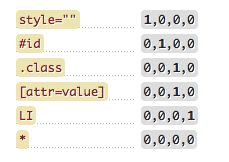 style="" 1,0,0,0
#id 0,1,0,0
.class 0,0,1,0
[attr=value] 0,0,1,0
LI 0,0,0,1
* 0,0,0,0